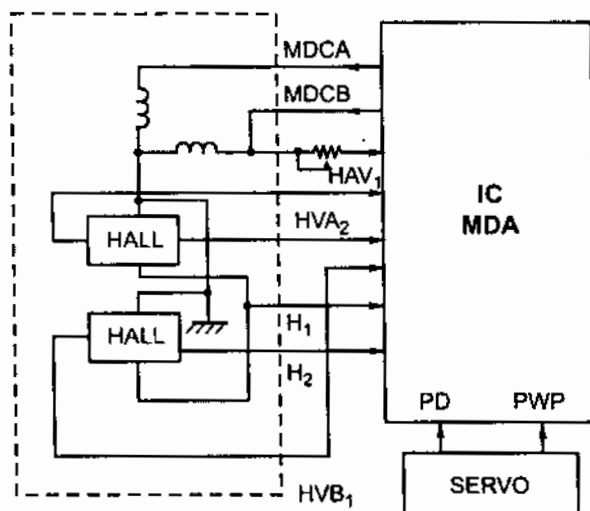 MDCA
MDCB
HAV₁
IC
MDA
HALL
HVA₂
HALL
H₁
H₂
PD PWP
SERVO
HVB₁